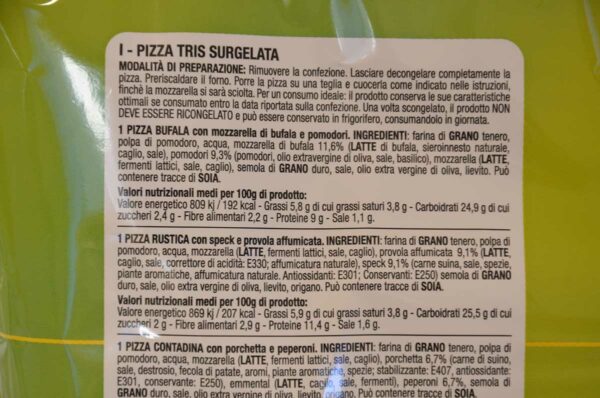 I - PIZZA TRIS SURGELATA
MODALITÀ DI PREPARAZIONE: Rimuovere la confezione. Lasciare decongelare completamente la
pizza. Preriscaldare il forno. Porre la pizza su una teglia e cuocerla come indicato nelle istruzioni,
finchè la mozzarella si sarà sciolta. Per un consumo ideale: il prodotto conserva le sue caratteristiche
ottimali se consumato entro la data riportata sulla confezione. Una volta scongelato, il prodotto NON
DEVE ESSERE RICONGELATO e può essere conservato in frigorifero, consumandolo in giornata.
1 PIZZA BUFALA con mozzarella di bufala e pomodori. INGREDIENTI: farina di GRANO tenero,
polpa di pomodoro, acqua, mozzarella di bufala 11,6% (LATTE di bufala, sieroinnesto naturale,
caglio, sale), pomodori 9,3% (pomodori, olio extravergine di oliva, sale, basilico), mozzarella (LATTE,
fermenti lattici, sale, caglio), semola di GRANO duro, sale, olio extra vergine di oliva, lievito. Può
contenere tracce di SOIA.
Valori nutrizionali medi per 100g di prodotto:
Valore energetico 809 kj / 192 kcal - Grassi 5,8 g di cui grassi saturi 3,8 g - Carboidrati 24,9 g di cui
zuccheri 2,4 g - Fibre alimentari 2,2 g - Proteine 9 g - Sale 1,1 g.
1 PIZZA RUSTICA con speck e provola affumicata. INGREDIENTI: farina di GRANO tenero, polpa di
pomodoro, acqua, mozzarella (LATTE, fermenti lattici, sale, caglio), provola affumicata 9,1% (LATTE,
caglio, sale, correttore di acidità: E330; affumicatura naturale), speck 9,1% (carne suina, sale, spezie,
piante aromatiche, affumicatura naturale. Antiossidanti: E301; Conservanti: E250) semola di GRANO
duro, sale, olio extra vergine di oliva, lievito, origano. Può contenere tracce di SOIA.
Valori nutrizionali medi per 100g di prodotto:
Valore energetico 869 kj / 207 kcal - Grassi 5,9 g di cui grassi saturi 3,8 g - Carboidrati 25,5 g di cui
zuccheri 2 g - Fibre alimentari 2,9 g - Proteine 11,4 g - Sale 1,6 g.
1 PIZZA CONTADINA con porchetta e peperoni. INGREDIENTI: farina di GRANO tenero, polpa di
pomodoro, acqua, mozzarella (LATTE, fermenti lattici, sale, caglio), porchetta 6,7% (carne di suino,
sale, destrosio, fecola di patate, aromi, piante aromatiche, spezie; stabilizzante: E407, antiossidante:
E301, conservante: E250), emmental (LATTE, caglio, sale, fermenti), peperoni 6,7%, semola di
GRANO duro, sale, olio extra vergine di oliva, lievito, origano. Può contenere tracce di SOIA.